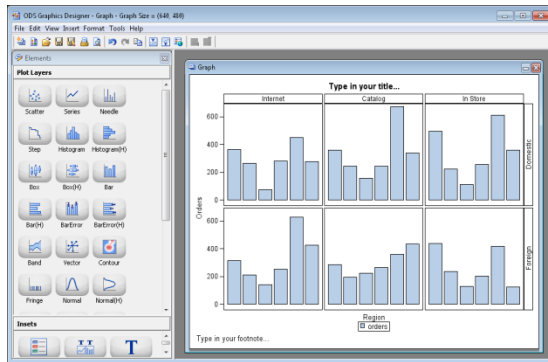 ODS Graphics Designer - Graph - Graph Size = (640, 480)
File Edit View Insert Format Tools Help
Elements
Plot Layers
Scatter Series Needle
Step Histogram Histogram(H)
Box Box(H) Bar
Bar(H) BarError BarError(H)
Band Vector Contour
Fringe Normal Normal(H)
Insets
T T T
Graph
Type in your title...
Internet Catalog In Store
600
400
200
0
Domestic
Orders
600
400
200
0
Foreign
Region
orders
Type in your footnote...